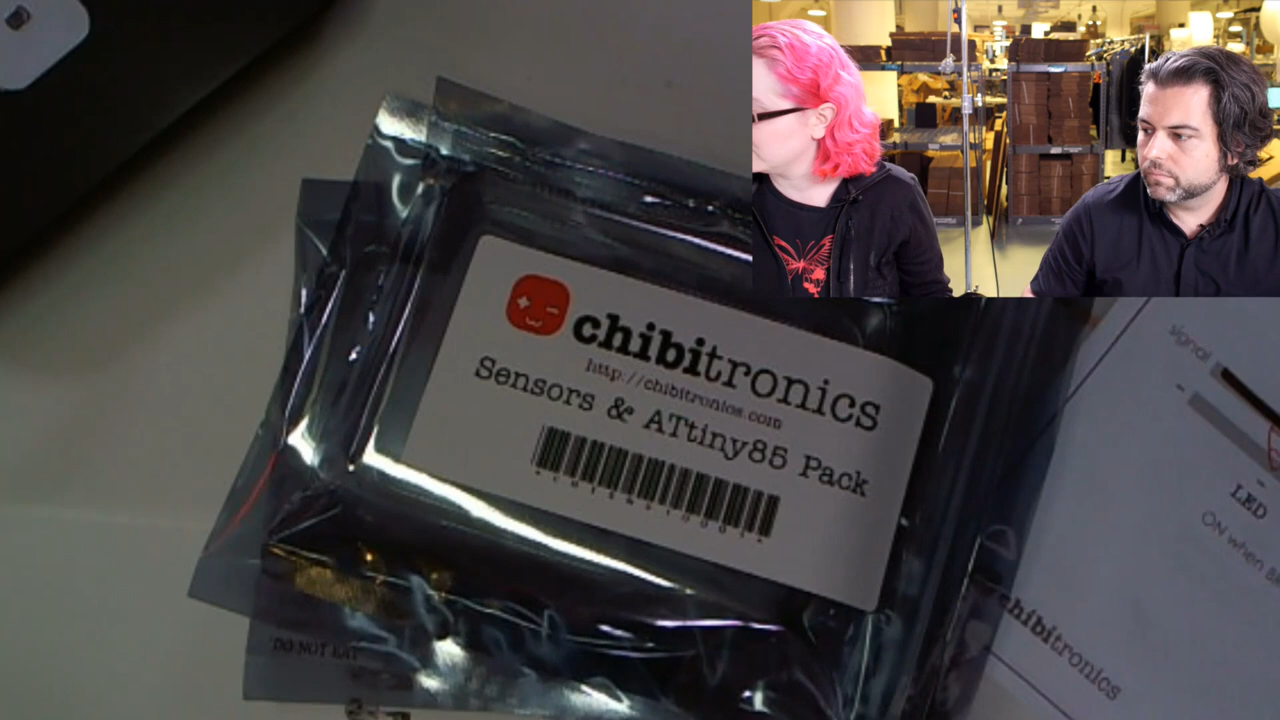 chibitronics
http://chibitronics.com
Sensors & ATtiny85 Pack
DO NOT EAT
signal
LED
ON when
chibitronics